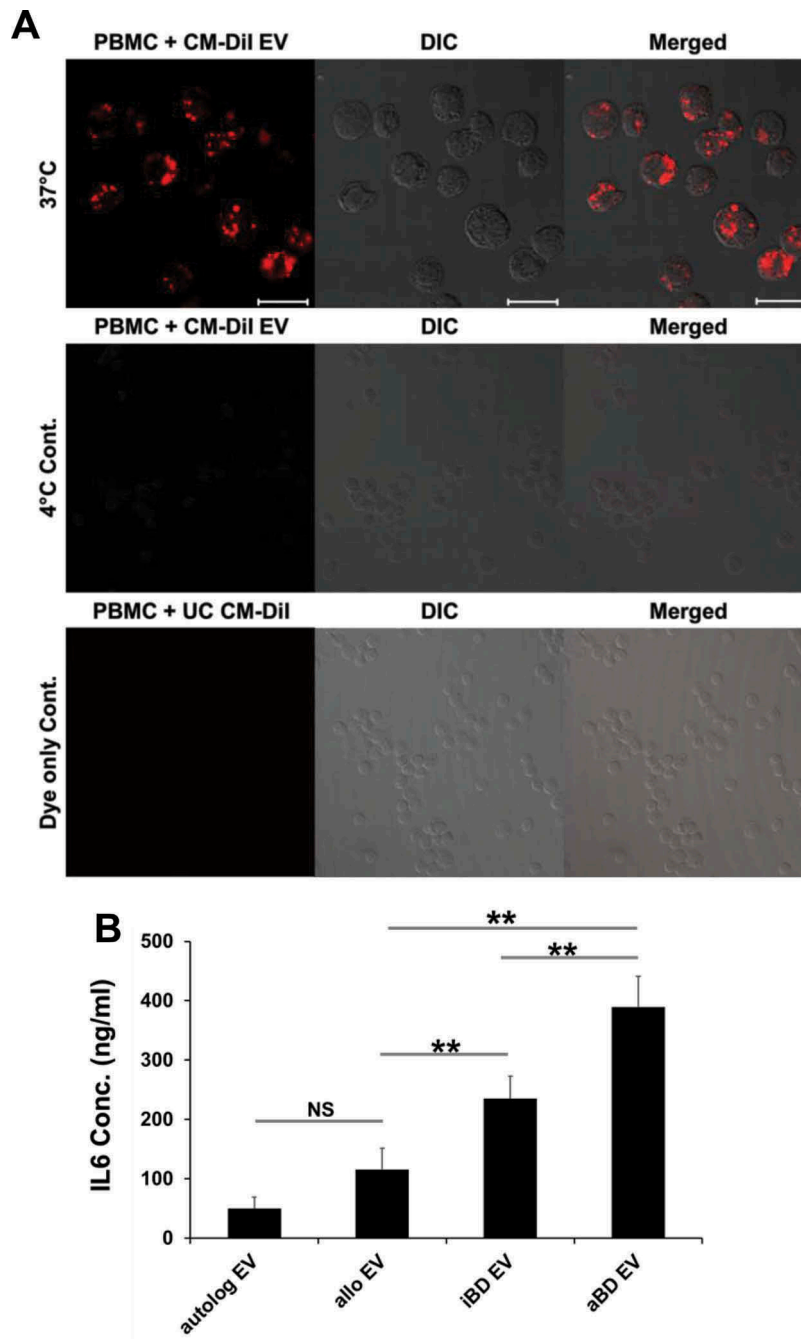 A
PBMC + CM-DiI EV DIC Merged
37°C
PBMC + CM-DiI EV DIC Merged
4°C Cont.
PBMC + UC CM-DiI DIC Merged
Dye only Cont.
B
**
500
**
400
**
300
NS
200
100
0
IL6 Conc. (ng/ml)
autolog EV allo EV iBD EV aBD EV